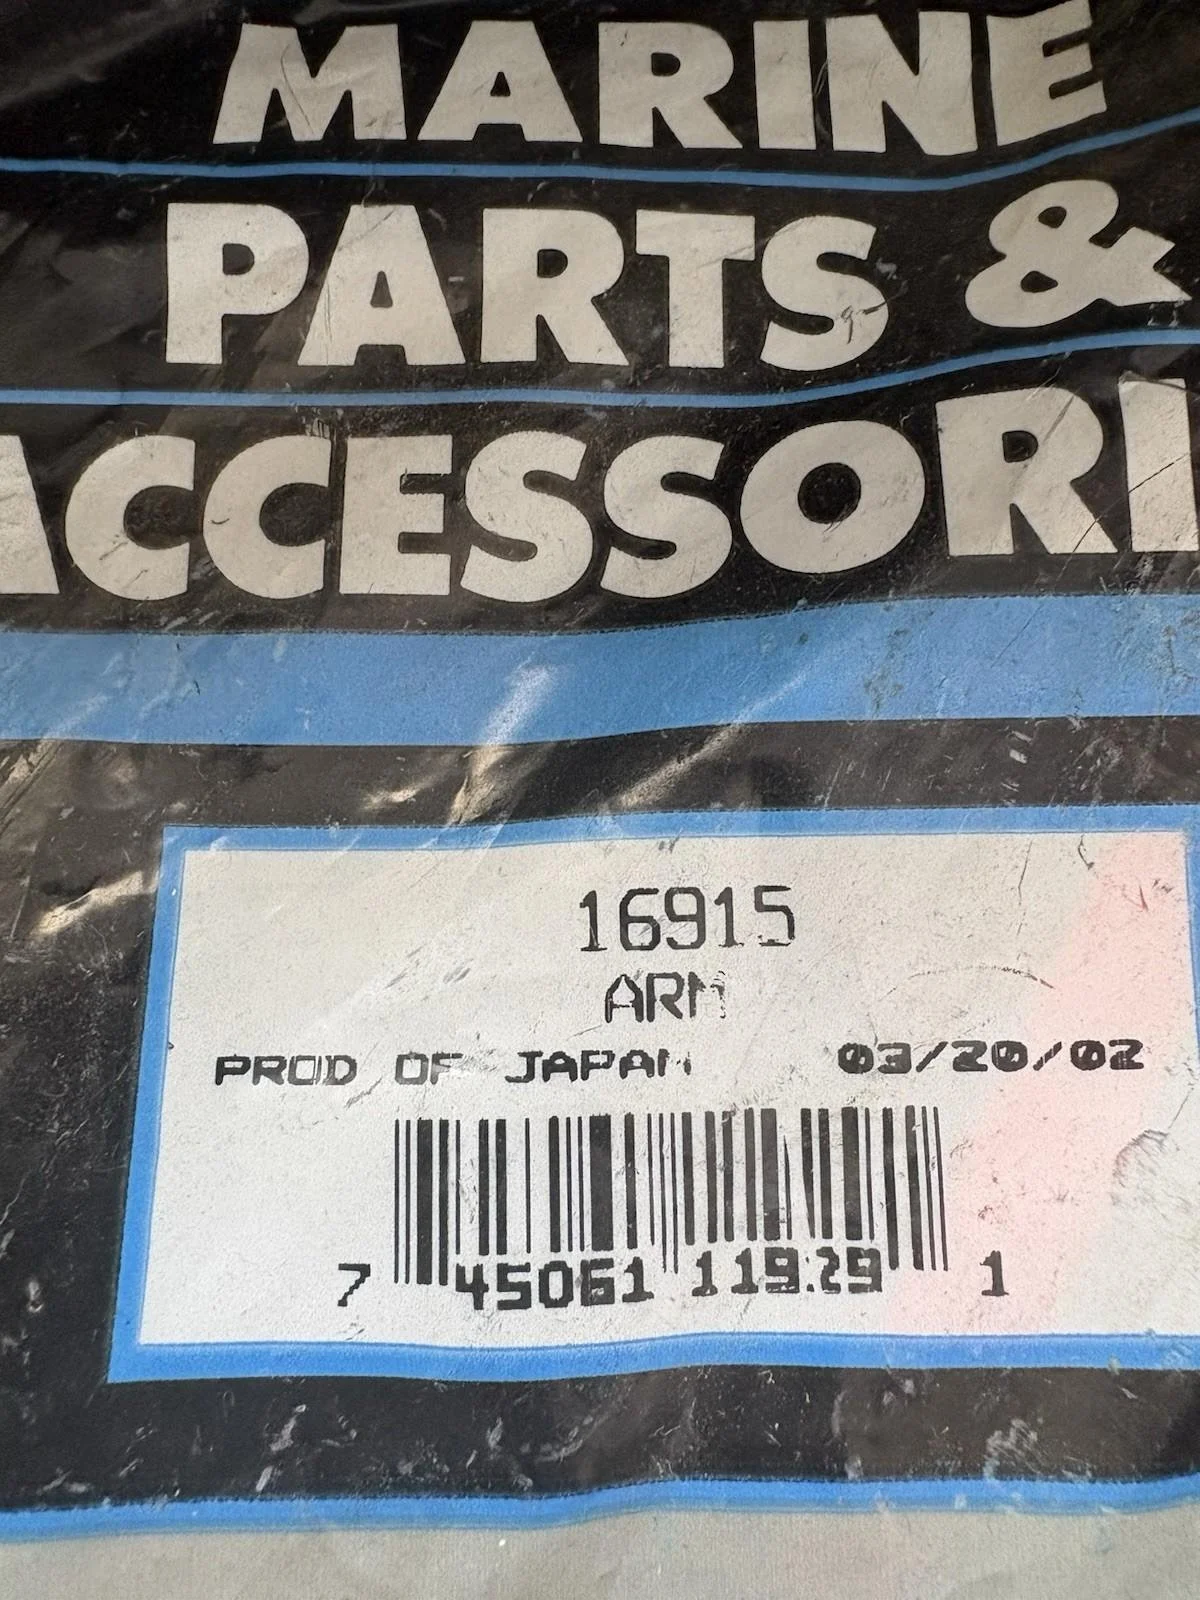 MARINE
PARTS &
ACCESSORI
16915
ARM
PROD OF JAPAN 03/20/02
7 45061 11929 1